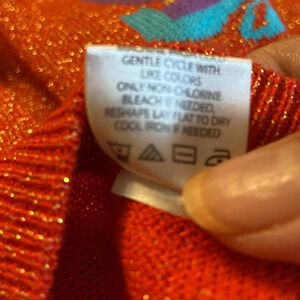 GENTLE CYCLE WITH
LIKE COLORS
ONLY NON-CHLORINE
BLEACH IF NEEDED.
RESHAPE LAY FLAT TO DRY
COOL IRON IF NEEDED